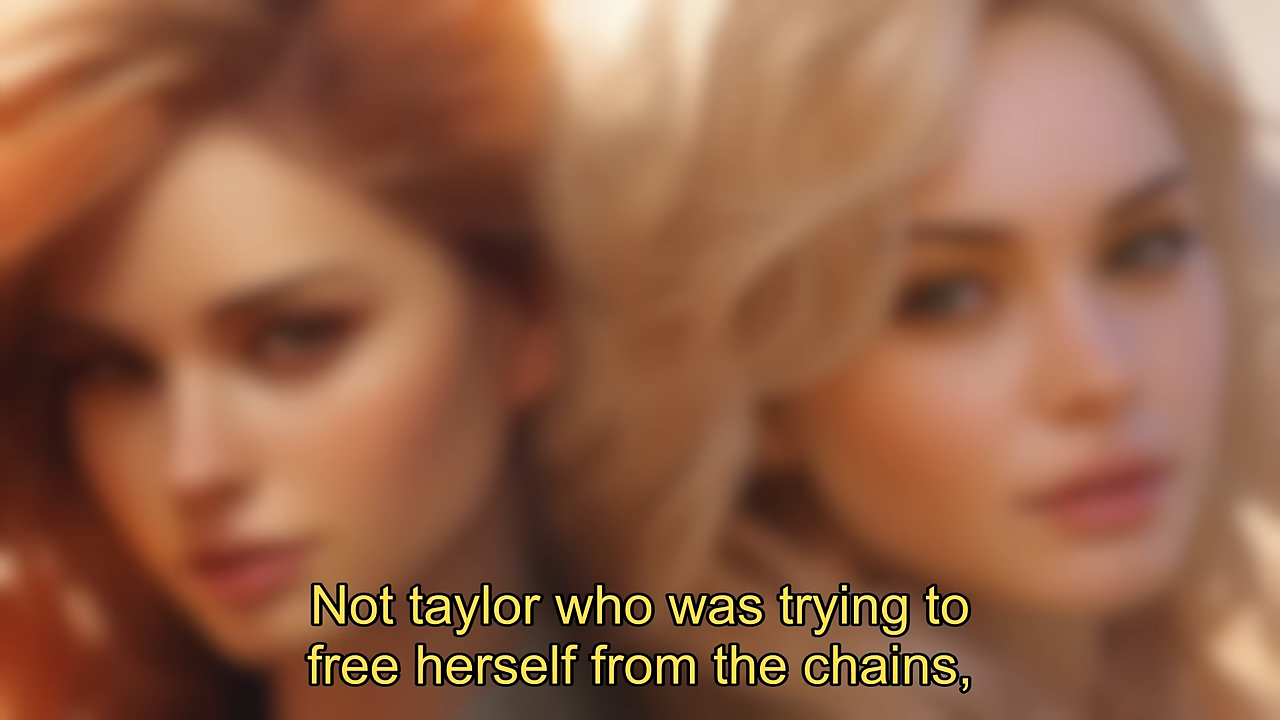 Not taylor who was trying to
free herself from the chains,